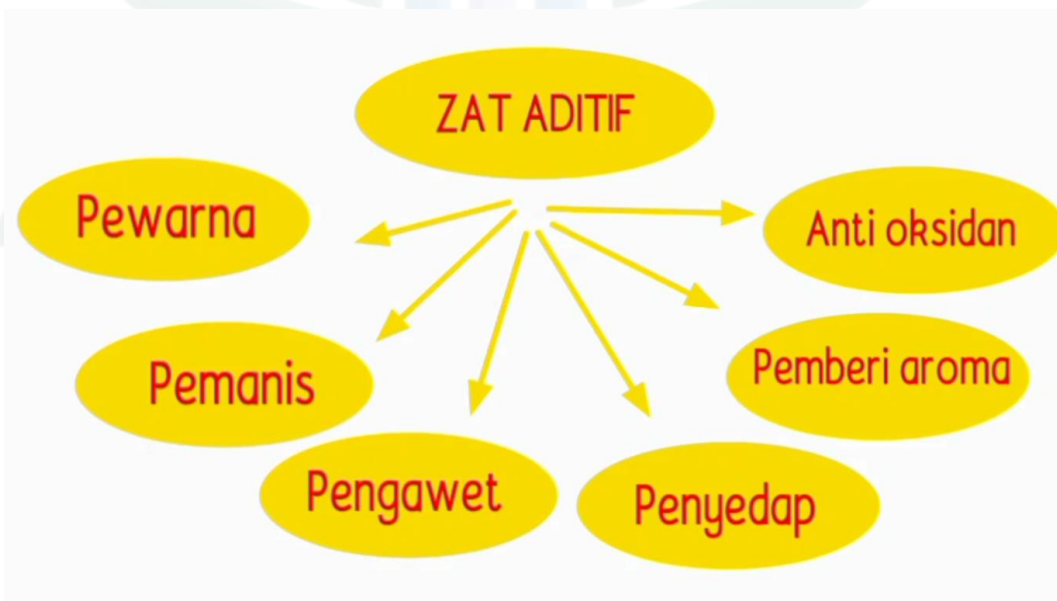 ZAT ADITIF
Pewarna
Anti oksidan
Pemanis
Pemberi aroma
Pengawet
Penyedap